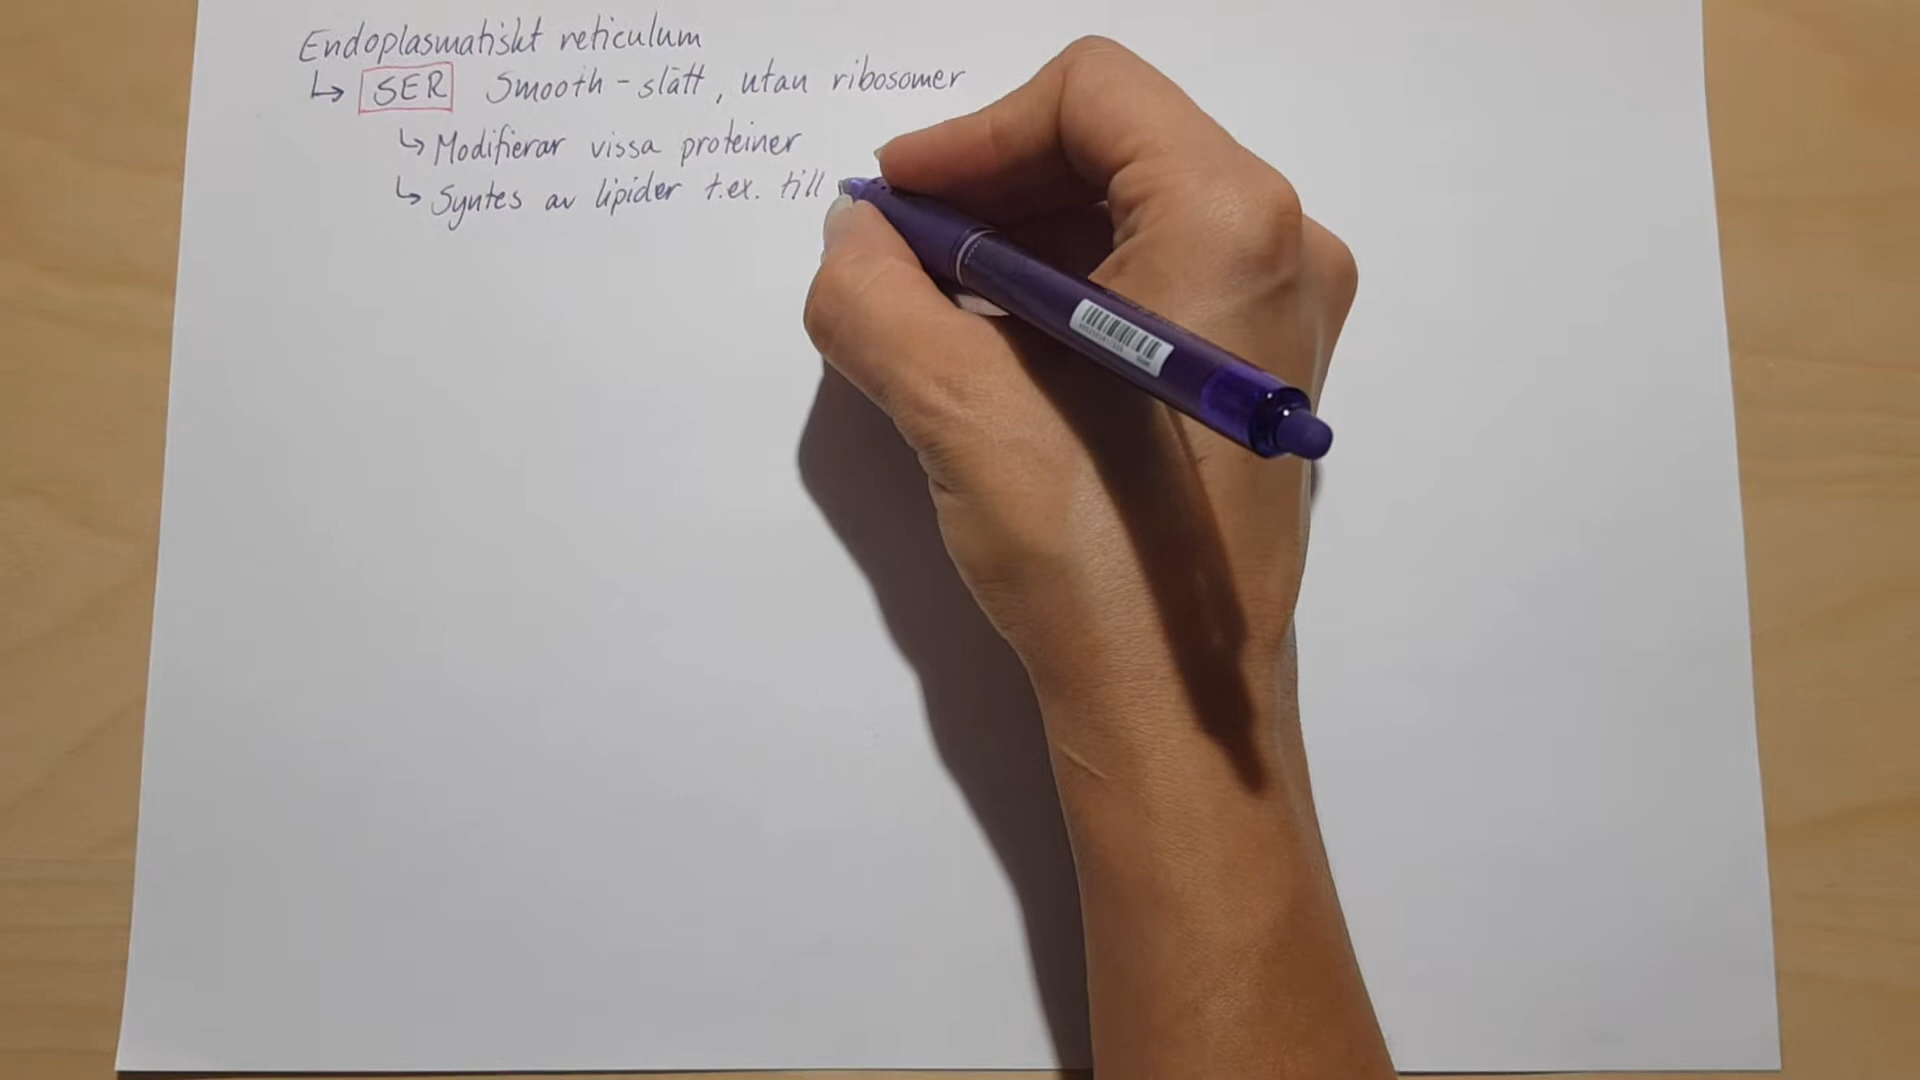 Endoplasmatiskt reticulum
↳ SER Smooth - slätt, utan ribosomer
↳ Modifierar vissa proteiner
↳ Syntes av lipider t.ex. till